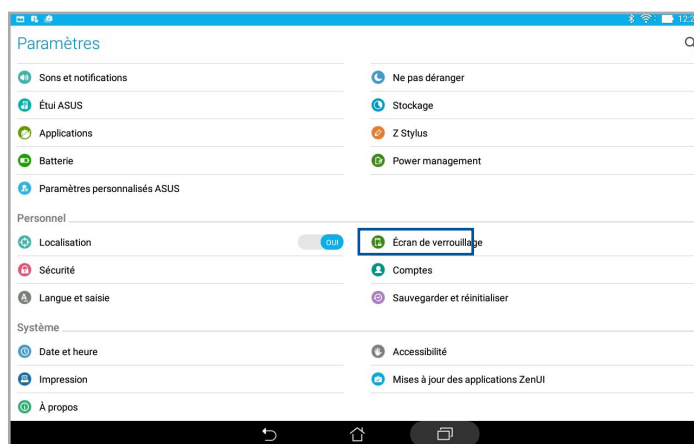 12:2
Paramètres
Sons et notifications
Ne pas déranger
Étui ASUS
Stockage
Applications
Z Stylus
Batterie
Power management
Paramètres personnalisés ASUS
Personnel
Localisation
OUI
Écran de verrouillage
Sécurité
Comptes
Langue et saisie
Sauvegarder et réinitialiser
Système
Date et heure
Accessibilité
Impression
Mises à jour des applications ZenUI
À propos